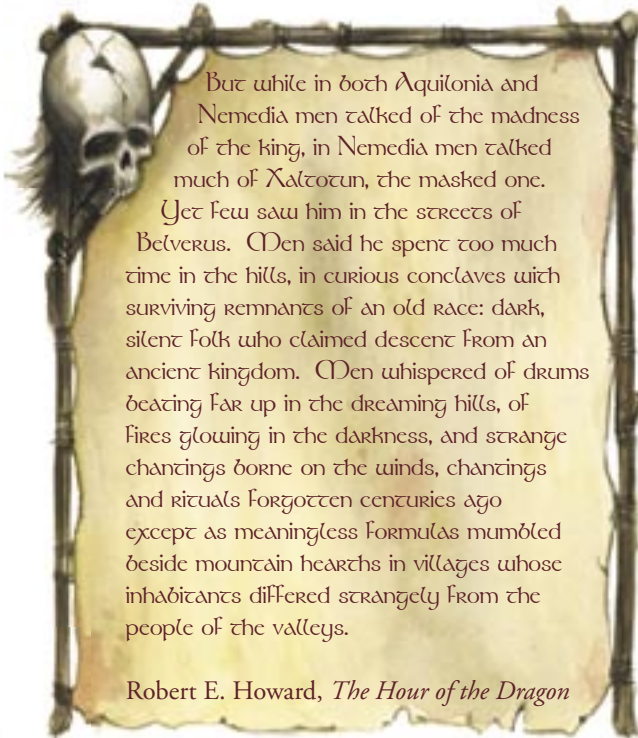 But while in both Aquilonia and
Nemedia men talked of the madness
of the king, in Nemedia men talked
much of Xaltotun, the masked one.
Yet few saw him in the streets of
Belverus. Men said he spent too much
time in the hills, in curious conclaves with
surviving remnants of an old race: dark,
silent folk who claimed descent from an
ancient kingdom. Men whispered of drums
beating far up in the dreaming hills, of
fires glowing in the darkness, and strange
chantings borne on the winds, chantings
and rituals forgotten centuries ago
except as meaningless formulas mumbled
beside mountain hearths in villages whose
inhabitants differed strangely from the
people of the valleys.
Robert E. Howard, The Hour of the Dragon